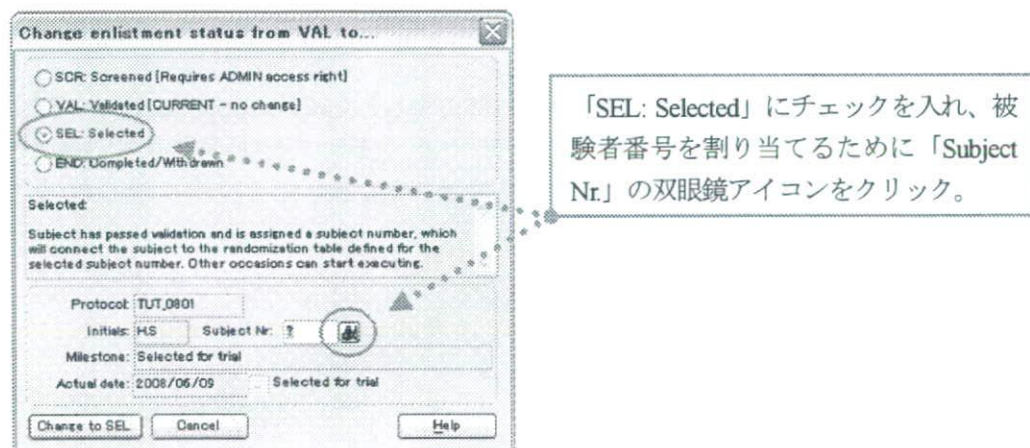 Change enlistment status from VAL to...
SCR: Screened [Requires ADMIN access right]
VAL: Validated [CURRENT - no change]
SEL: Selected
END: Completed/Withdrawn
Selected:
Subject has passed validation and is assigned a subject number, which
will connect the subject to the randomization table defined for the
selected subject number. Other occasions can start executing.
Protocol: TUT_0801
Initials: H.S Subject Nr: ?
Milestone: Selected for trial
Actual date: 2008/06/09 ... Selected for trial
Change to SEL Cancel Help
「SEL: Selected」にチェックを入れ、被
験者番号を割り当てるために「Subject
Nr.」の双眼鏡アイコンをクリック。